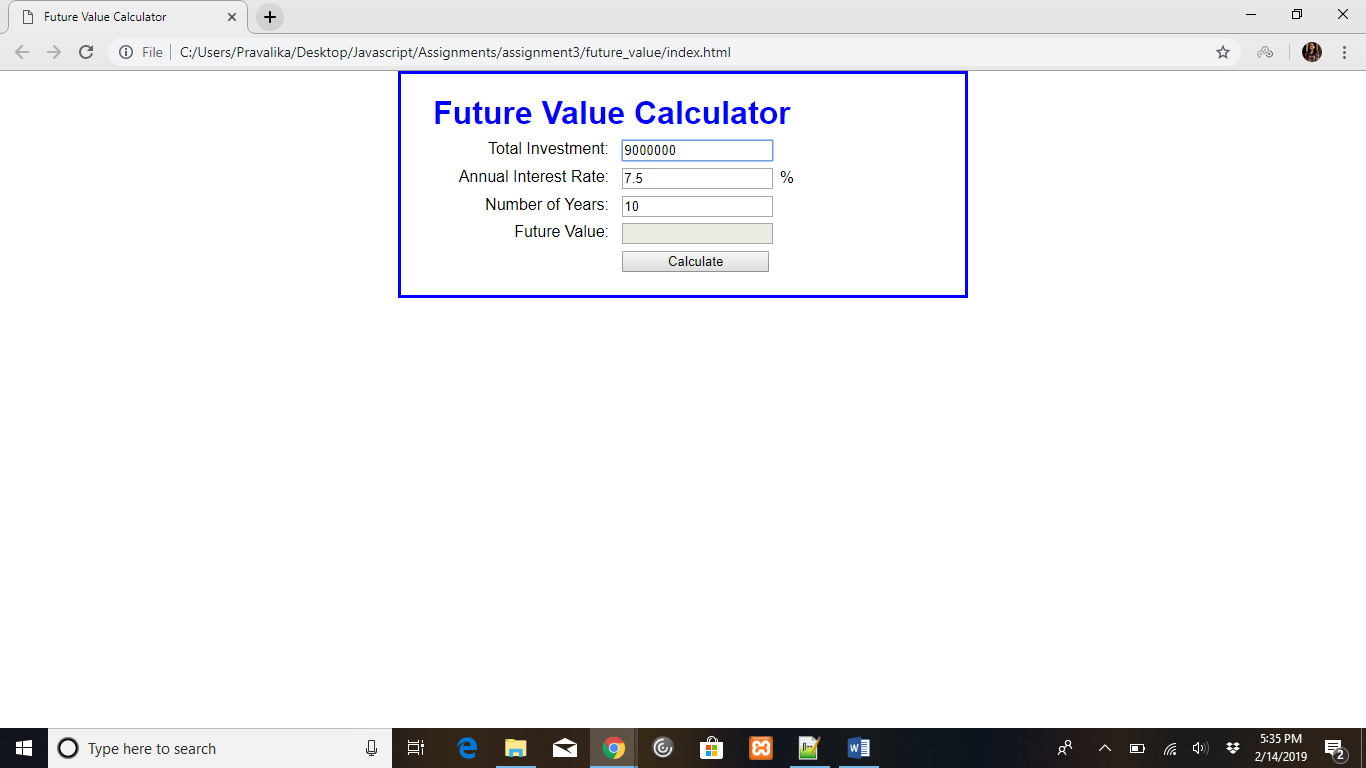 Future Value Calculator
File
C:/Users/Pravalika/Desktop/Javascript/Assignments/assignment3/future_value/index.html
Future Value Calculator
Total Investment: 9000000
Annual Interest Rate: 7.5 %
Number of Years: 10
Future Value:
Calculate
Type here to search
5:35 PM
2/14/2019
2